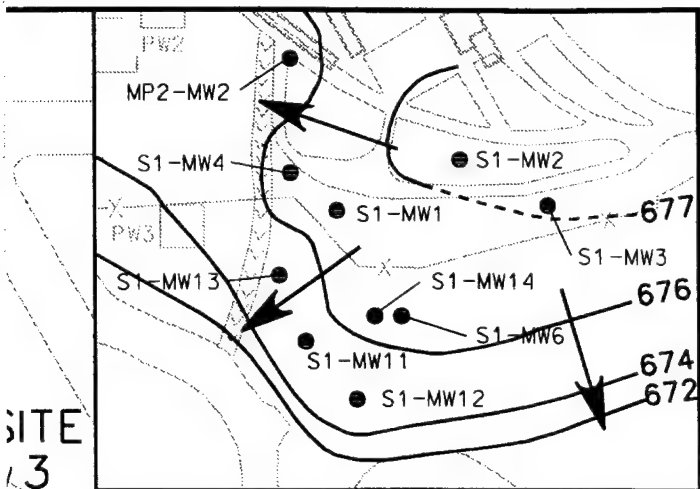 PW2
MP2-MW2
S1-MW2
S1-MW4
S1-MW1
677
PW3
S1-MW3
S1-MW13
S1-MW14
676
S1-MW6
S1-MW11
674
S1-MW12
672
SITE
3